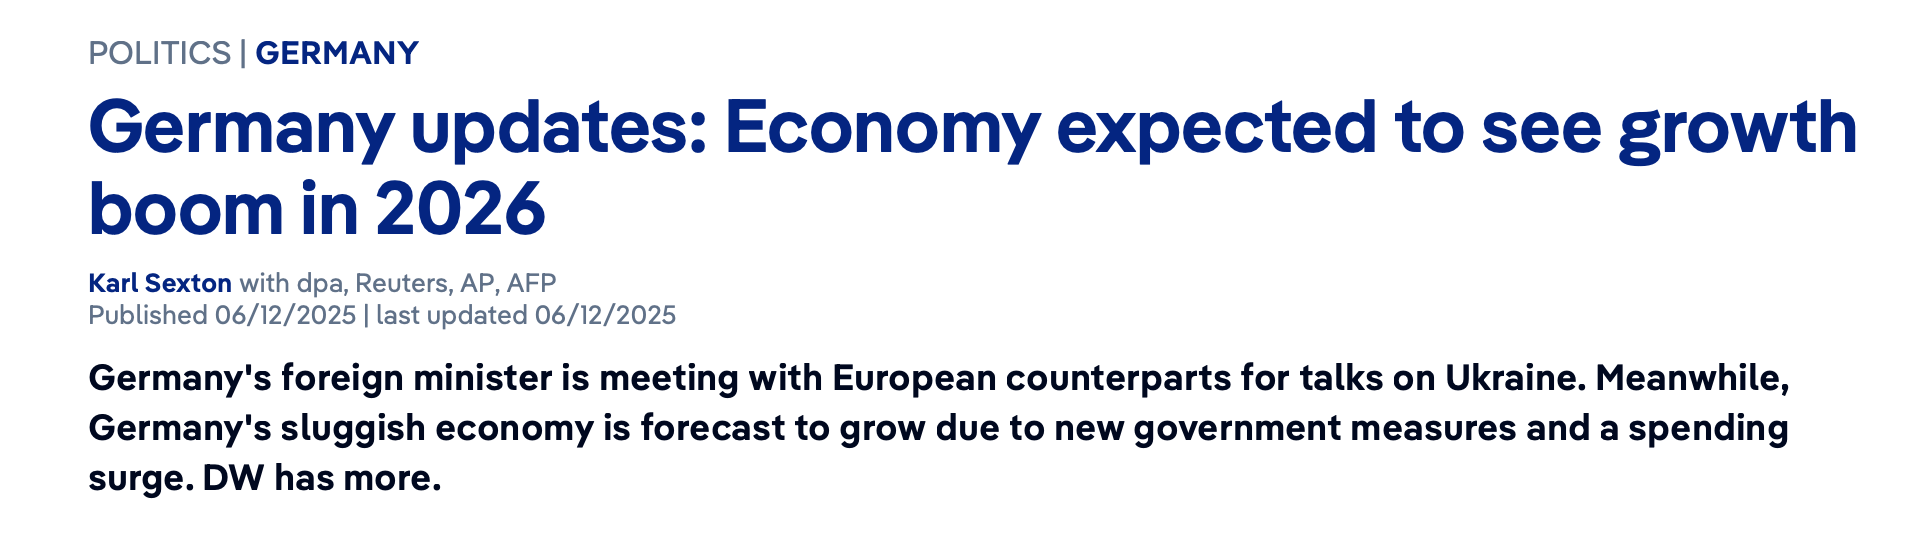 POLITICS | GERMANY
Germany updates: Economy expected to see growth
boom in 2026
Karl Sexton with dpa, Reuters, AP, AFP
Published 06/12/2025 | last updated 06/12/2025
Germany's foreign minister is meeting with European counterparts for talks on Ukraine. Meanwhile,
Germany's sluggish economy is forecast to grow due to new government measures and a spending
surge. DW has more.